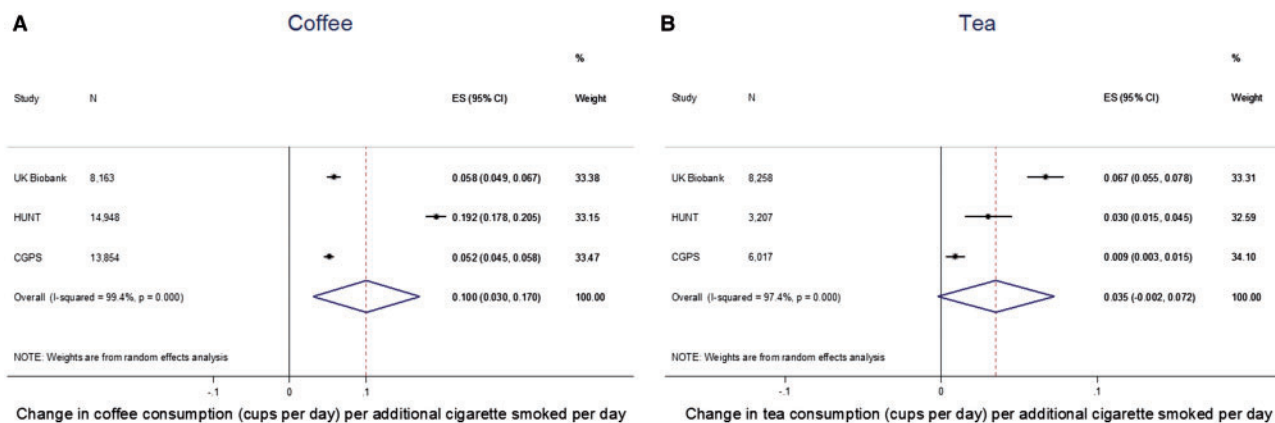 A Coffee
%
Study N ES (95% CI) Weight
UK Biobank 8,163 0.058 (0.049, 0.067) 33.38
HUNT 14,948 0.192 (0.178, 0.205) 33.15
CGPS 13,854 0.052 (0.045, 0.058) 33.47
Overall (I-squared = 99.4%, p = 0.000) 0.100 (0.030, 0.170) 100.00
NOTE: Weights are from random effects analysis
-.1 0 .1
Change in coffee consumption (cups per day) per additional cigarette smoked per day
B Tea
%
Study N ES (95% CI) Weight
UK Biobank 8,258 0.067 (0.055, 0.078) 33.31
HUNT 3,207 0.030 (0.015, 0.045) 32.59
CGPS 6,017 0.009 (0.003, 0.015) 34.10
Overall (I-squared = 97.4%, p = 0.000) 0.035 (-0.002, 0.072) 100.00
NOTE: Weights are from random effects analysis
-.1 0 .1
Change in tea consumption (cups per day) per additional cigarette smoked per day